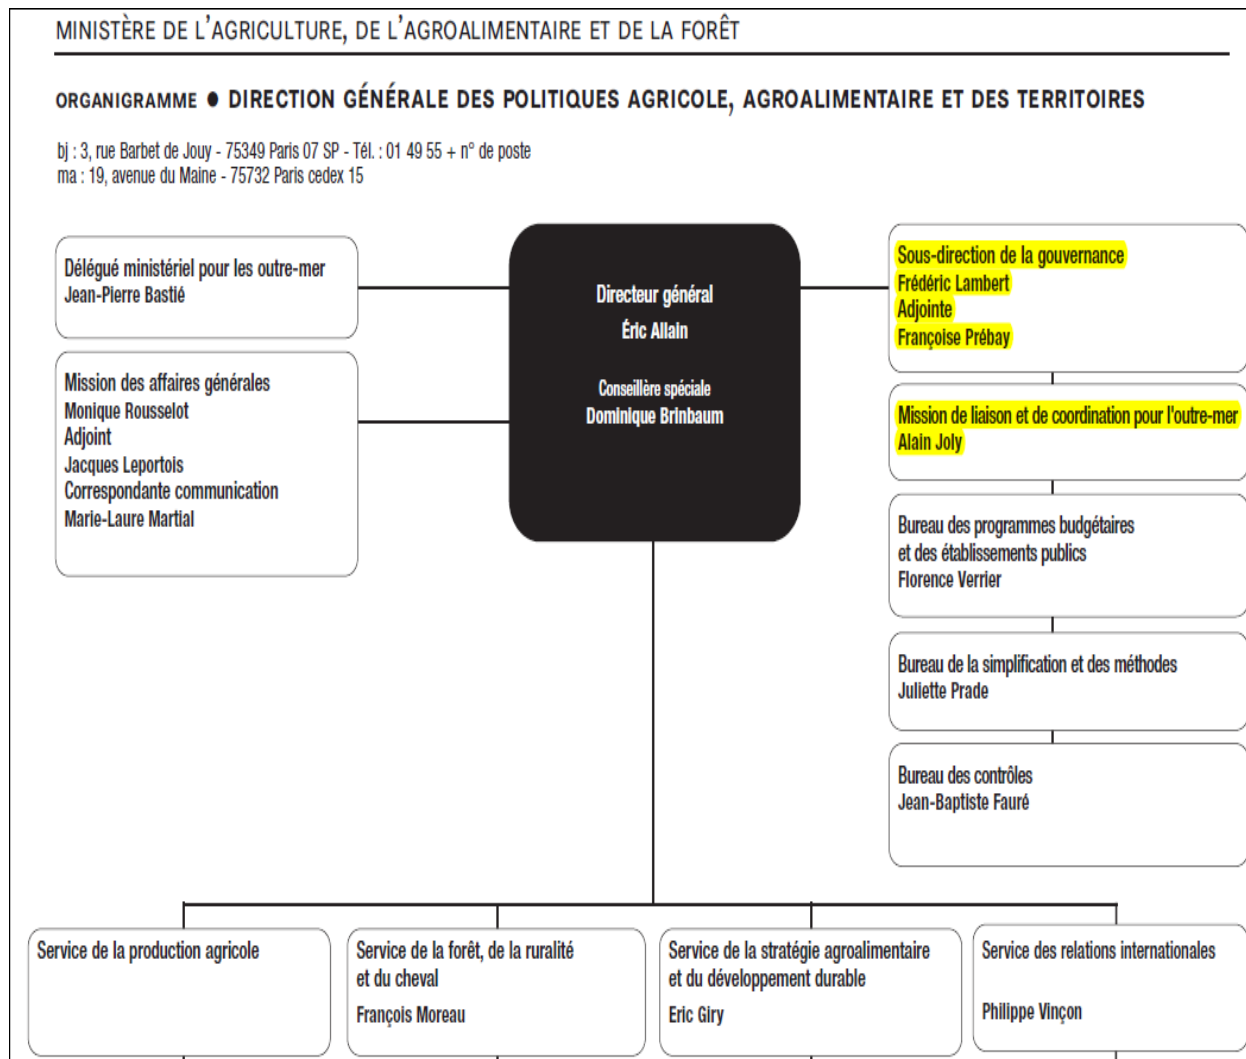 MINISTÈRE DE L'AGRICULTURE, DE L'AGROALIMENTAIRE ET DE LA FORÊT
ORGANIGRAMME ● DIRECTION GÉNÉRALE DES POLITIQUES AGRICOLE, AGROALIMENTAIRE ET DES TERRITOIRES
bj : 3, rue Barbet de Jouy - 75349 Paris 07 SP - Tél. : 01 49 55 + n° de poste
ma : 19, avenue du Maine - 75732 Paris cedex 15
Délégué ministériel pour les outre-mer
Jean-Pierre Bastié
Mission des affaires générales
Monique Rousselot
Adjoint
Jacques Leportois
Correspondante communication
Marie-Laure Martial
Directeur général
Éric Allain
Conseillère spéciale
Dominique Brinbaum
Sous-direction de la gouvernance
Frédéric Lambert
Adjointe
Françoise Prébay
Mission de liaison et de coordination pour l'outre-mer
Alain Joly
Bureau des programmes budgétaires
et des établissements publics
Florence Verrier
Bureau de la simplification et des méthodes
Juliette Prade
Bureau des contrôles
Jean-Baptiste Fauré
Service de la production agricole
Service de la forêt, de la ruralité
et du cheval
François Moreau
Service de la stratégie agroalimentaire
et du développement durable
Eric Giry
Service des relations internationales
Philippe Vinçon